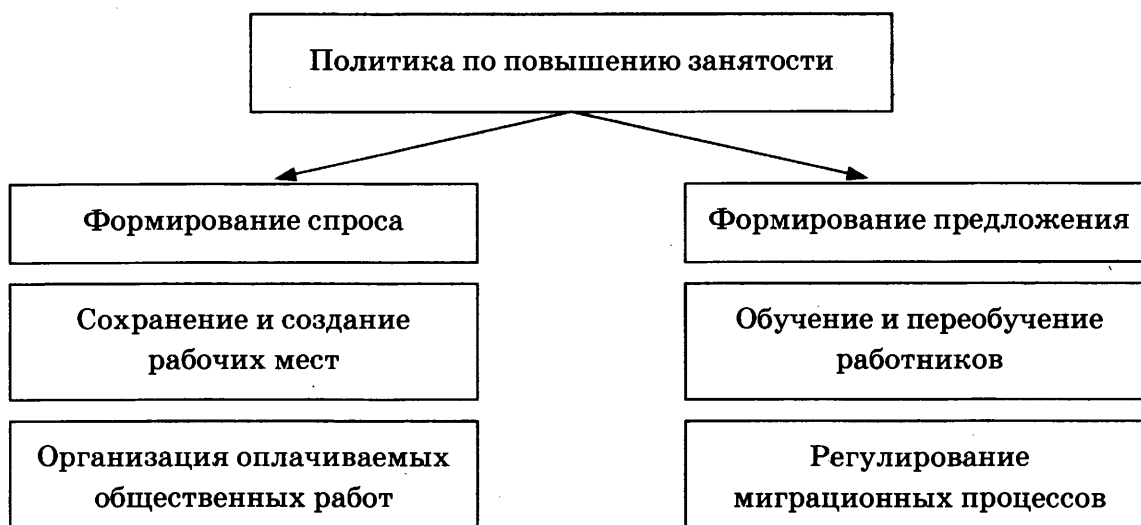 Политика по повышению занятости
Формирование спроса
Формирование предложения
Сохранение и создание
рабочих мест
Обучение и переобучение
работников
Организация оплачиваемых
общественных работ
Регулирование
миграционных процессов